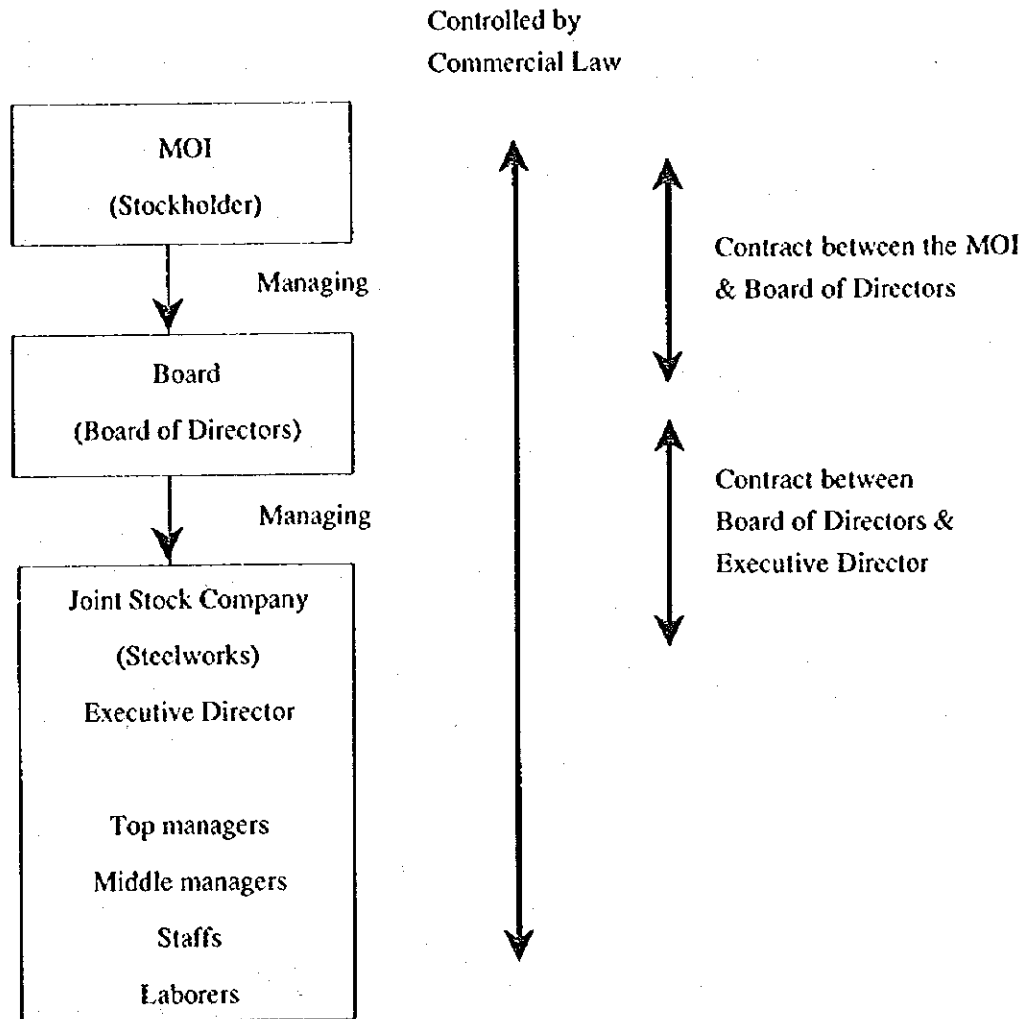 Controlled by
Commercial Law
MOI
(Stockholder)
Managing
Board
(Board of Directors)
Managing
Joint Stock Company
(Steelworks)
Executive Director
Top managers
Middle managers
Staffs
Laborers
Contract between the MOI
& Board of Directors
Contract between
Board of Directors &
Executive Director